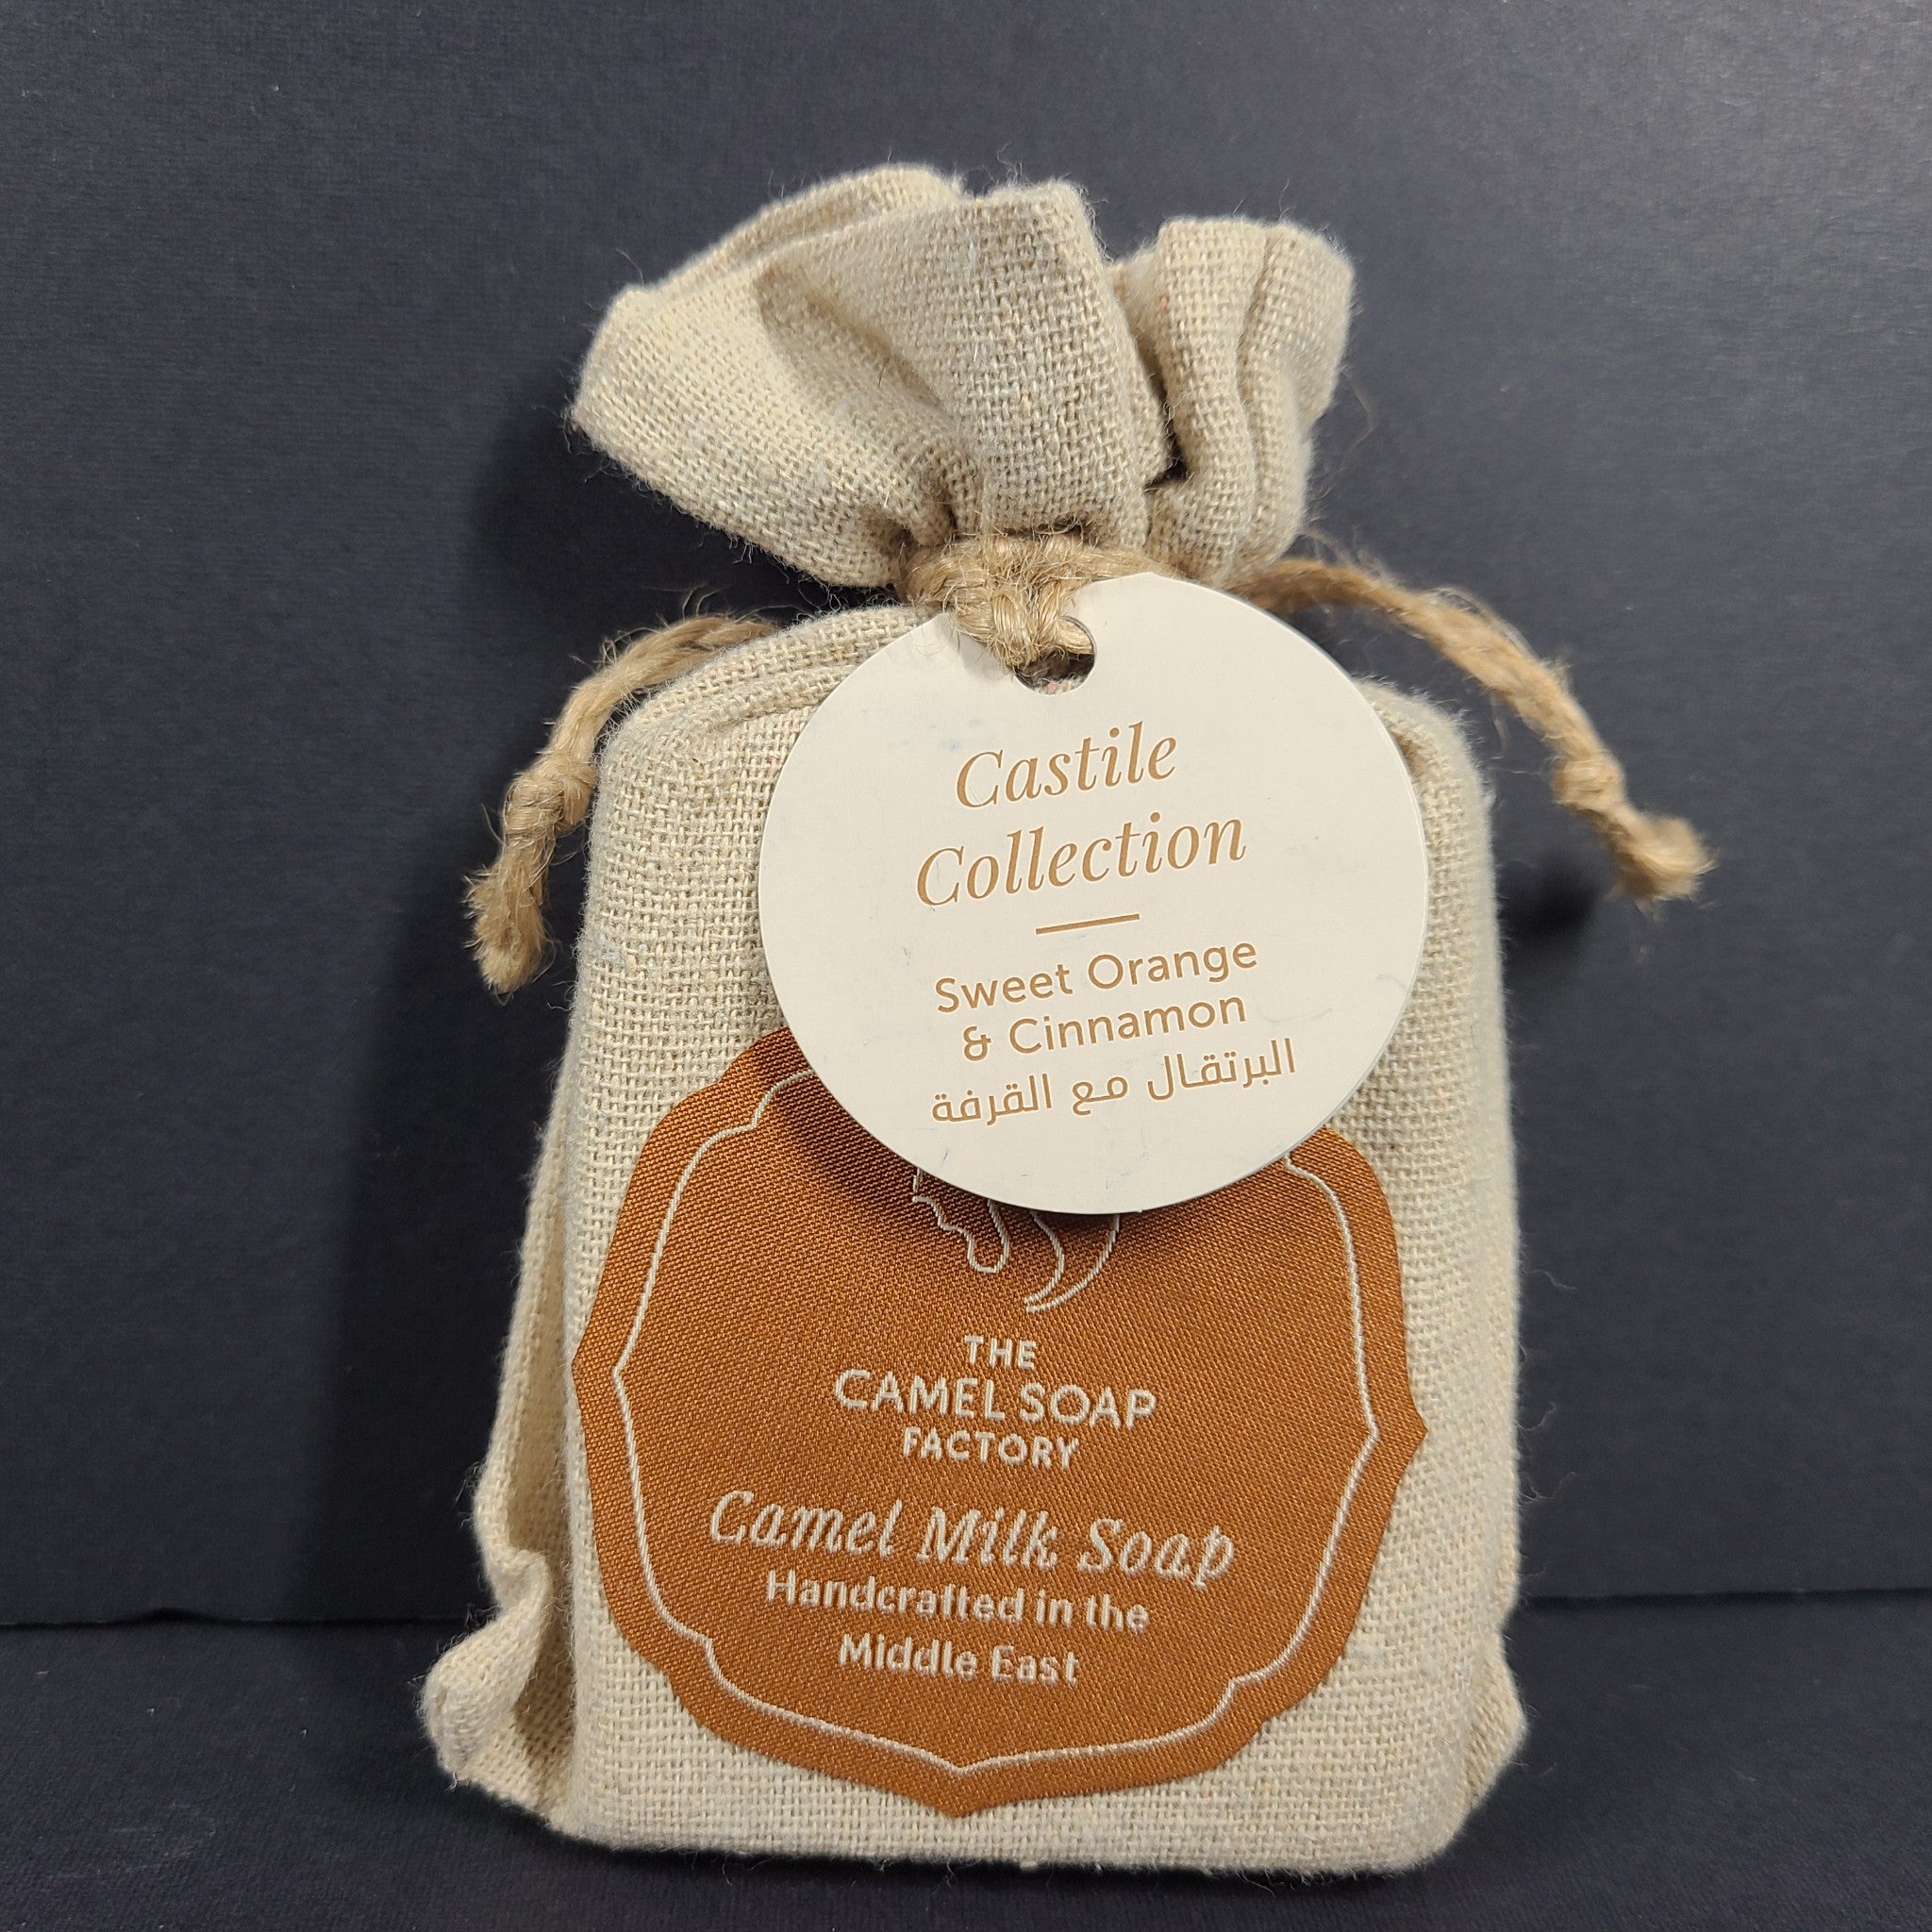 Castile
Collection
Sweet Orange
& Cinnamon
البرتقال مع القرفة
THE
CAMEL SOAP
FACTORY
Camel Milk Soap
Handcrafted in the
Middle East